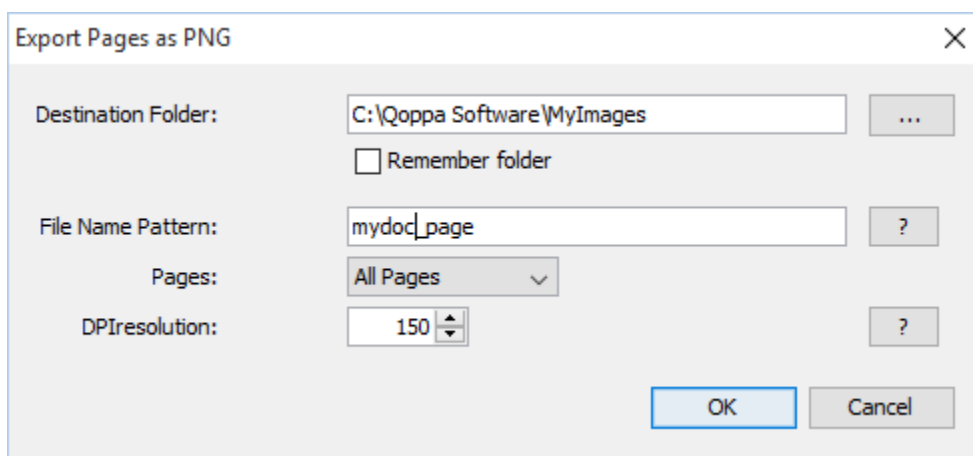 Export Pages as PNG
Destination Folder: C:\Qoppa Software\MyImages ...
Remember folder
File Name Pattern: mydoc_page ?
Pages: All Pages
DPIresolution: 150 ?
OK Cancel